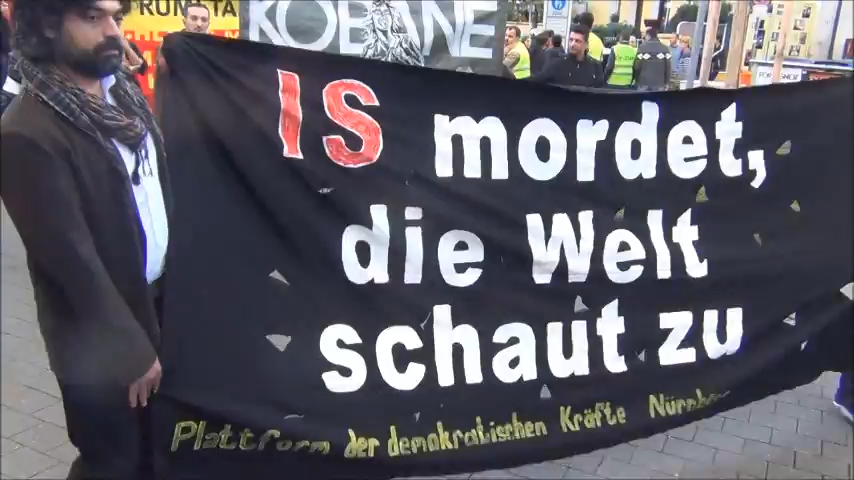 KOBANE
IS mordet,
die Welt
schaut zu
Plattform der demokratischen Kräfte Nürnberg